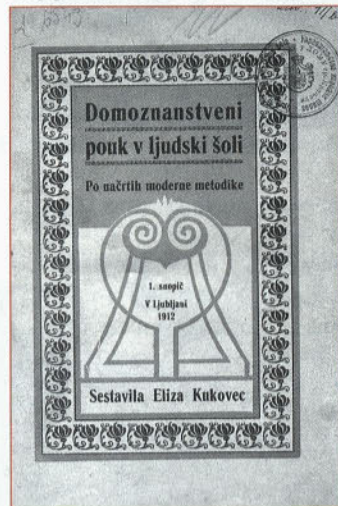 Domoznanstveni
pouk v ljudski šoli
Po načrtih moderne metodike
1. snopič
V Ljubljani
1912
Sestavila Eliza Kukovec